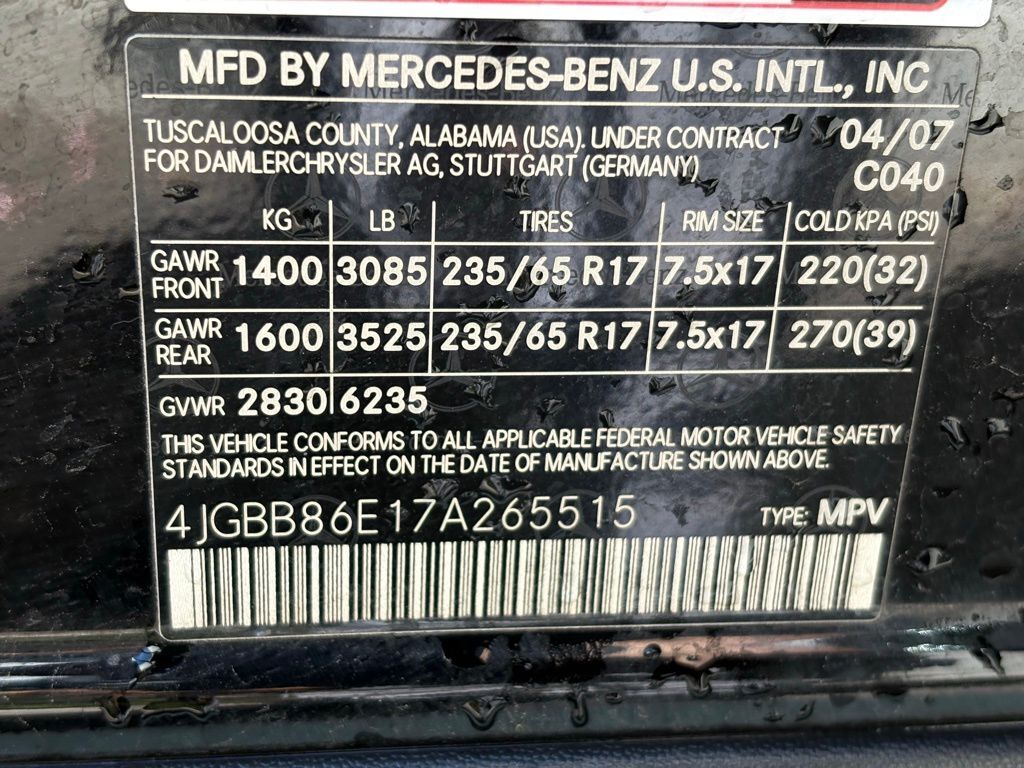 MFD BY MERCEDES-BENZ U.S. INTL., INC
TUSCALOOSA COUNTY, ALABAMA (USA). UNDER CONTRACT 04/07
FOR DAIMLERCHRYSLER AG, STUTTGART (GERMANY) C040
KG LB TIRES RIM SIZE COLD KPA (PSI)
GAWR FRONT 1400 3085 235/65 R17 7.5x17 220(32)
GAWR REAR 1600 3525 235/65 R17 7.5x17 270(39)
GVWR 2830 6235
THIS VEHICLE CONFORMS TO ALL APPLICABLE FEDERAL MOTOR VEHICLE SAFETY
STANDARDS IN EFFECT ON THE DATE OF MANUFACTURE SHOWN ABOVE.
4JGBB86E17A265515 TYPE: MPV